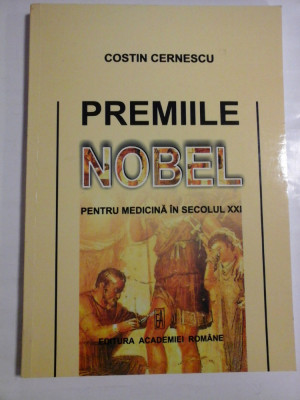 COSTIN CERNESCU
PREMIILE
NOBEL
PENTRU MEDICINĂ ÎN SECOLUL XXI
EDITURA ACADEMIEI ROMÂNE